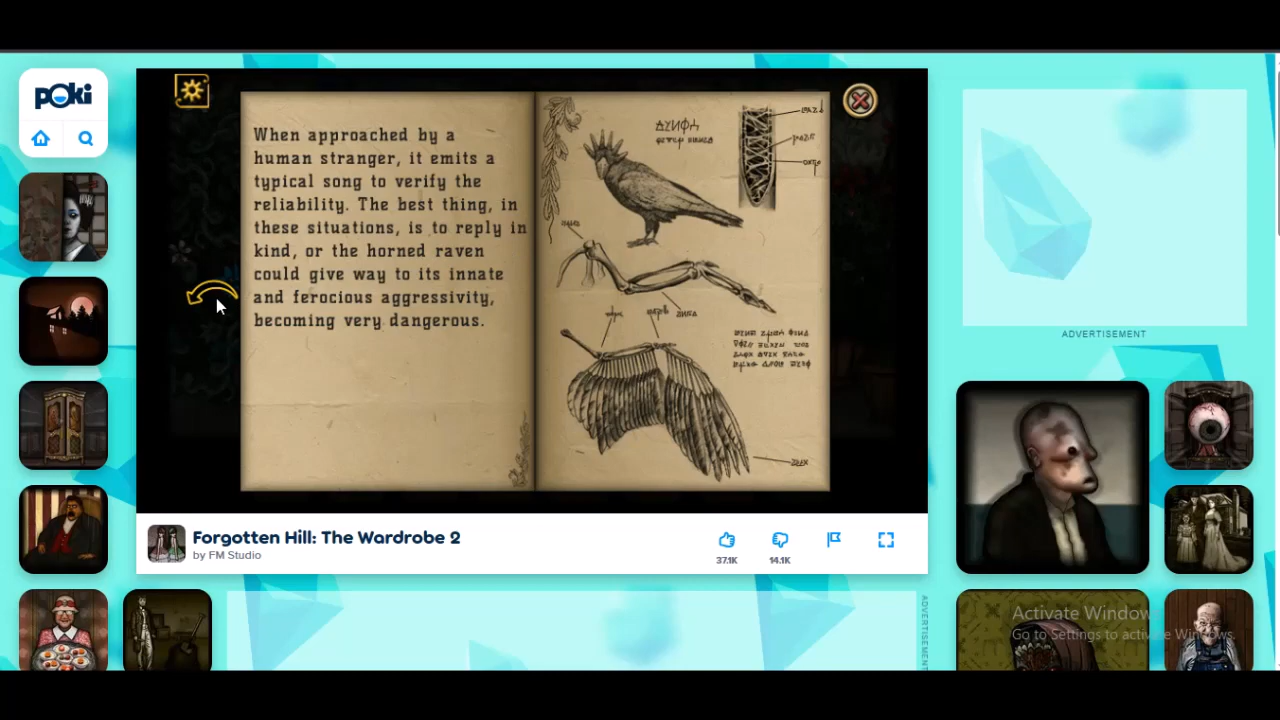 poki
When approached by a
human stranger, it emits a
typical song to verify the
reliability. The best thing, in
these situations, is to reply in
kind, or the horned raven
could give way to its innate
and ferocious aggressivity,
becoming very dangerous.
ADVERTISEMENT
Forgotten Hill: The Wardrobe 2
by FM Studio
37.1K
14.1K
ADVERTISEMENT
Activate Windows
Go to Settings to activate Windows.